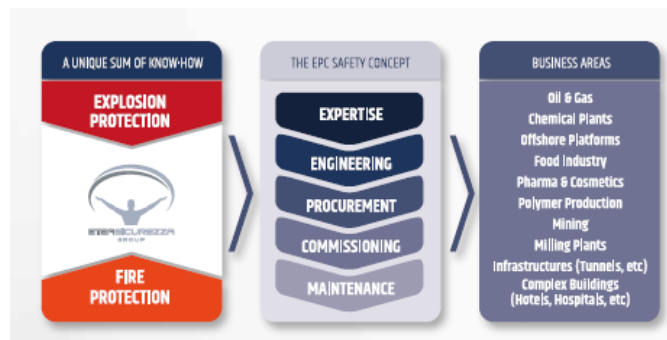 A UNIQUE SUM OF KNOW-HOW
EXPLOSION
PROTECTION
GROUP
FIRE
PROTECTION
THE EPC SAFETY CONCEPT
EXPERTISE
ENGINEERING
PROCUREMENT
COMMISSIONING
MAINTENANCE
BUSINESS AREAS
Oil & Gas
Chemical Plants
Offshore Platforms
Food Industry
Pharma & Cosmetics
Polymer Production
Mining
Milling Plants
Infrastructures (Tunnels, etc)
Complex Buildings
(Hotels, Hospitals, etc)